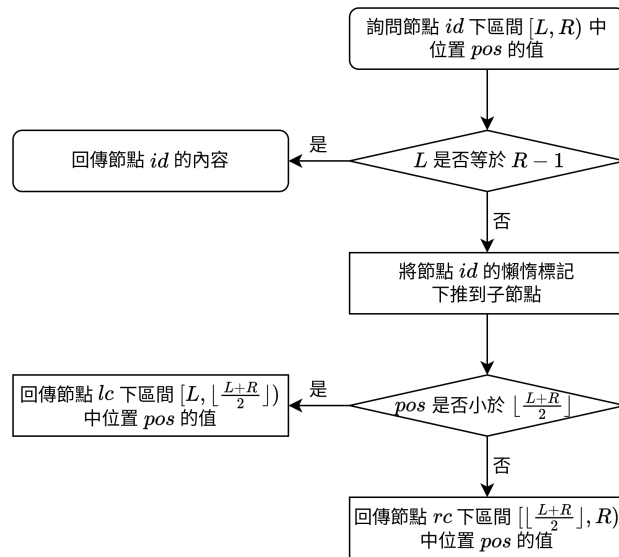 詢問節點 id 下區間 [L, R) 中
位置 pos 的值
L 是否等於 R − 1
是
回傳節點 id 的內容
否
將節點 id 的懶惰標記
下推到子節點
pos 是否小於 ⌊\frac{L+R}{2}⌋
是
回傳節點 lc 下區間 [L, ⌊\frac{L+R}{2}⌋)
中位置 pos 的值
否
回傳節點 rc 下區間 [⌊\frac{L+R}{2}⌋, R)
中位置 pos 的值